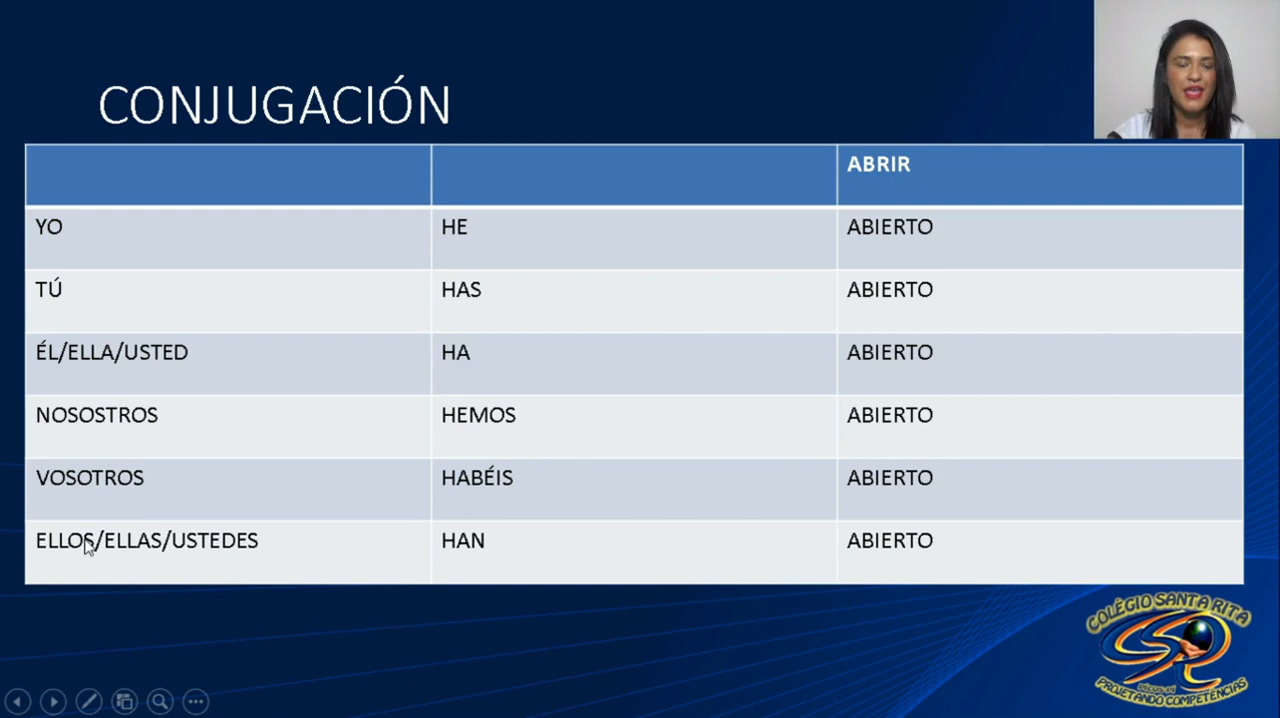 CONJUGACIÓN
ABRIR
YO HE ABIERTO
TÚ HAS ABIERTO
ÉL/ELLA/USTED HA ABIERTO
NOSOSTROS HEMOS ABIERTO
VOSOTROS HABÉIS ABIERTO
ELLOS/ELLAS/USTEDES HAN ABIERTO
COLÉGIO SANTA RITA
PROJETANDO COMPETÊNCIAS